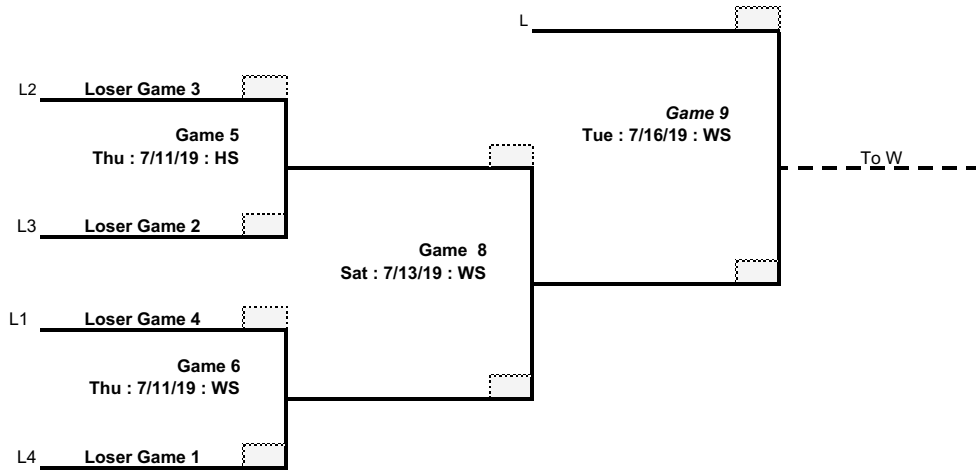 L
L2 Loser Game 3
Game 9
Game 5
Tue : 7/16/19 : WS
Thu : 7/11/19 : HS
To W
L3 Loser Game 2
Game 8
Sat : 7/13/19 : WS
L1 Loser Game 4
Game 6
Thu : 7/11/19 : WS
L4 Loser Game 1